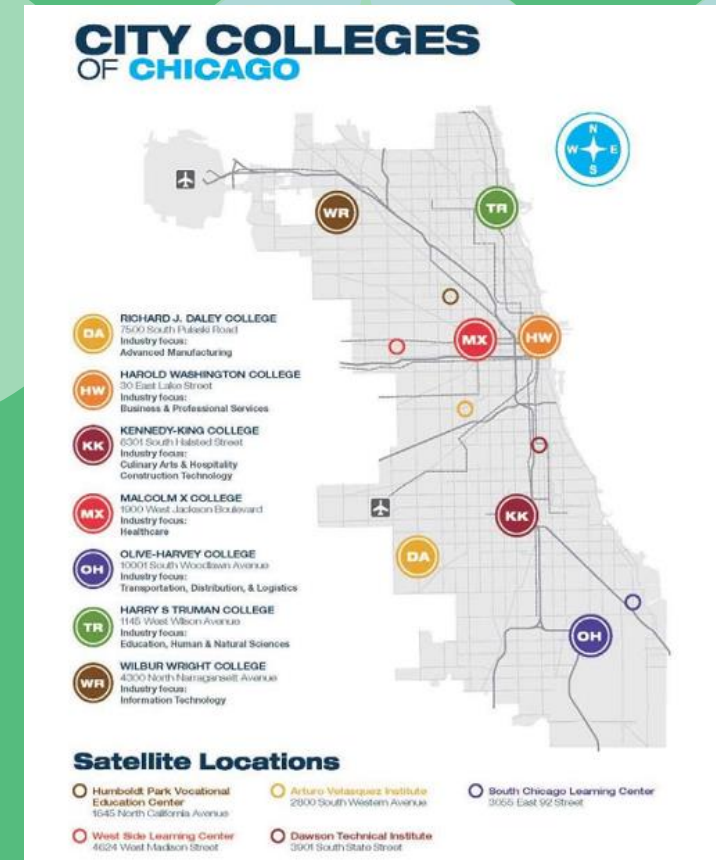 CITY COLLEGES
OF CHICAGO
N
W E
S
WR
TR
MX
HW
KK
DA
OH
DA
RICHARD J. DALEY COLLEGE
7500 South Pulaski Road
Industry focus:
Advanced Manufacturing
HW
HAROLD WASHINGTON COLLEGE
30 East Lake Street
Industry focus:
Business & Professional Services
KK
KENNEDY-KING COLLEGE
6301 South Halsted Street
Industry focus:
Culinary Arts & Hospitality
Construction Technology
MX
MALCOLM X COLLEGE
1900 West Jackson Boulevard
Industry focus:
Healthcare
OH
OLIVE-HARVEY COLLEGE
10001 South Woodlawn Avenue
Industry focus:
Transportation, Distribution, & Logistics
TR
HARRY S TRUMAN COLLEGE
1145 West Wilson Avenue
Industry focus:
Education, Human & Natural Sciences
WR
WILBUR WRIGHT COLLEGE
4300 North Narragansett Avenue
Industry focus:
Information Technology
Satellite Locations
Humboldt Park Vocational
Education Center
1645 North California Avenue
West Side Learning Center
4624 West Madison Street
Arturo Velasquez Institute
2800 South Western Avenue
Dawson Technical Institute
3901 South State Street
South Chicago Learning Center
3055 East 92 Street